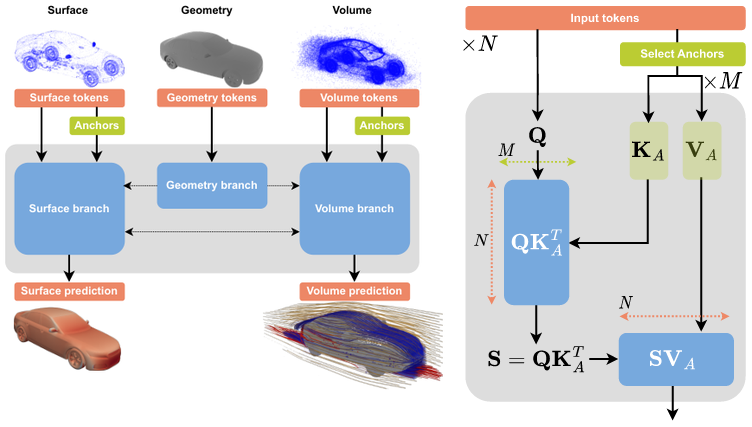 Surface
Geometry
Volume
Surface tokens
Geometry tokens
Volume tokens
Anchors
Anchors
Geometry branch
Surface branch
Volume branch
Surface prediction
Volume prediction
Input tokens
×N
Select Anchors
×M
Q
M
K_A
V_A
N
QK_A^T
N
S = QK_A^T
SV_A